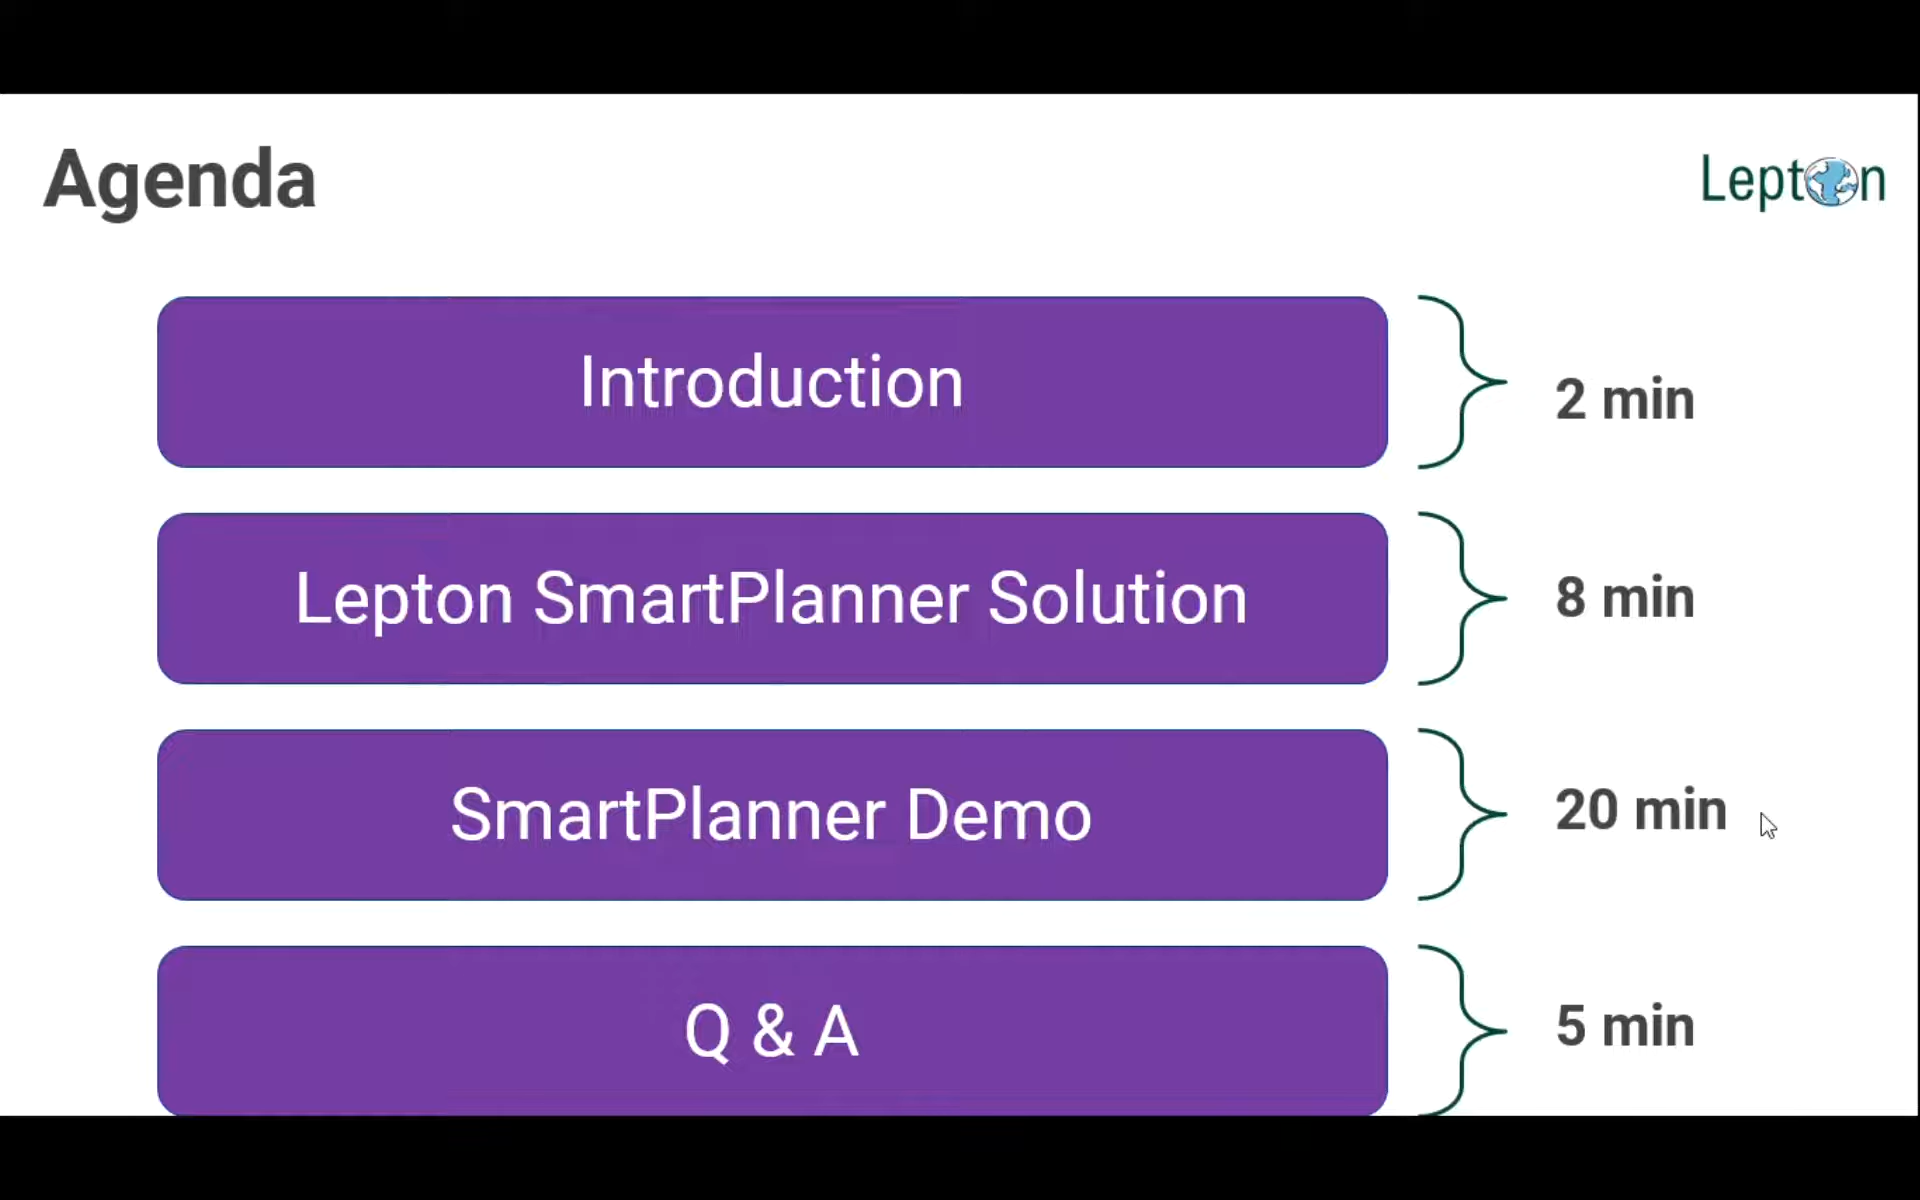 Agenda
Lepton
Introduction
2 min
Lepton SmartPlanner Solution
8 min
SmartPlanner Demo
20 min
Q & A
5 min